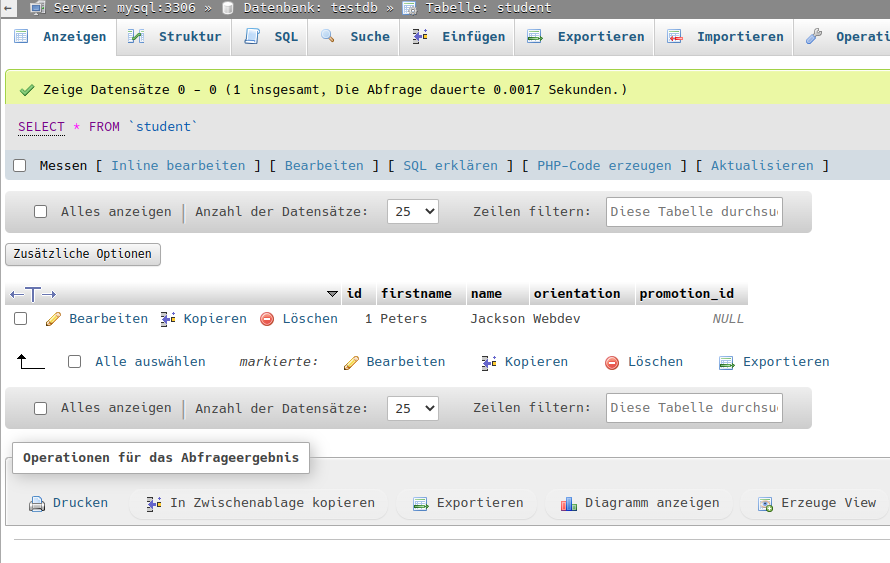 Server: mysql:3306 » Datenbank: testdb » Tabelle: student
Anzeigen Struktur SQL Suche Einfügen Exportieren Importieren Operati
Zeige Datensätze 0 - 0 (1 insgesamt, Die Abfrage dauerte 0.0017 Sekunden.)
SELECT * FROM `student`
Messen [ Inline bearbeiten ] [ Bearbeiten ] [ SQL erklären ] [ PHP-Code erzeugen ] [ Aktualisieren ]
Alles anzeigen | Anzahl der Datensätze: 25 Zeilen filtern: Diese Tabelle durchsu
Zusätzliche Optionen
id firstname name orientation promotion_id
Bearbeiten Kopieren Löschen 1 Peters Jackson Webdev NULL
Alle auswählen markierte: Bearbeiten Kopieren Löschen Exportieren
Alles anzeigen | Anzahl der Datensätze: 25 Zeilen filtern: Diese Tabelle durchsu
Operationen für das Abfrageergebnis
Drucken In Zwischenablage kopieren Exportieren Diagramm anzeigen Erzeuge View